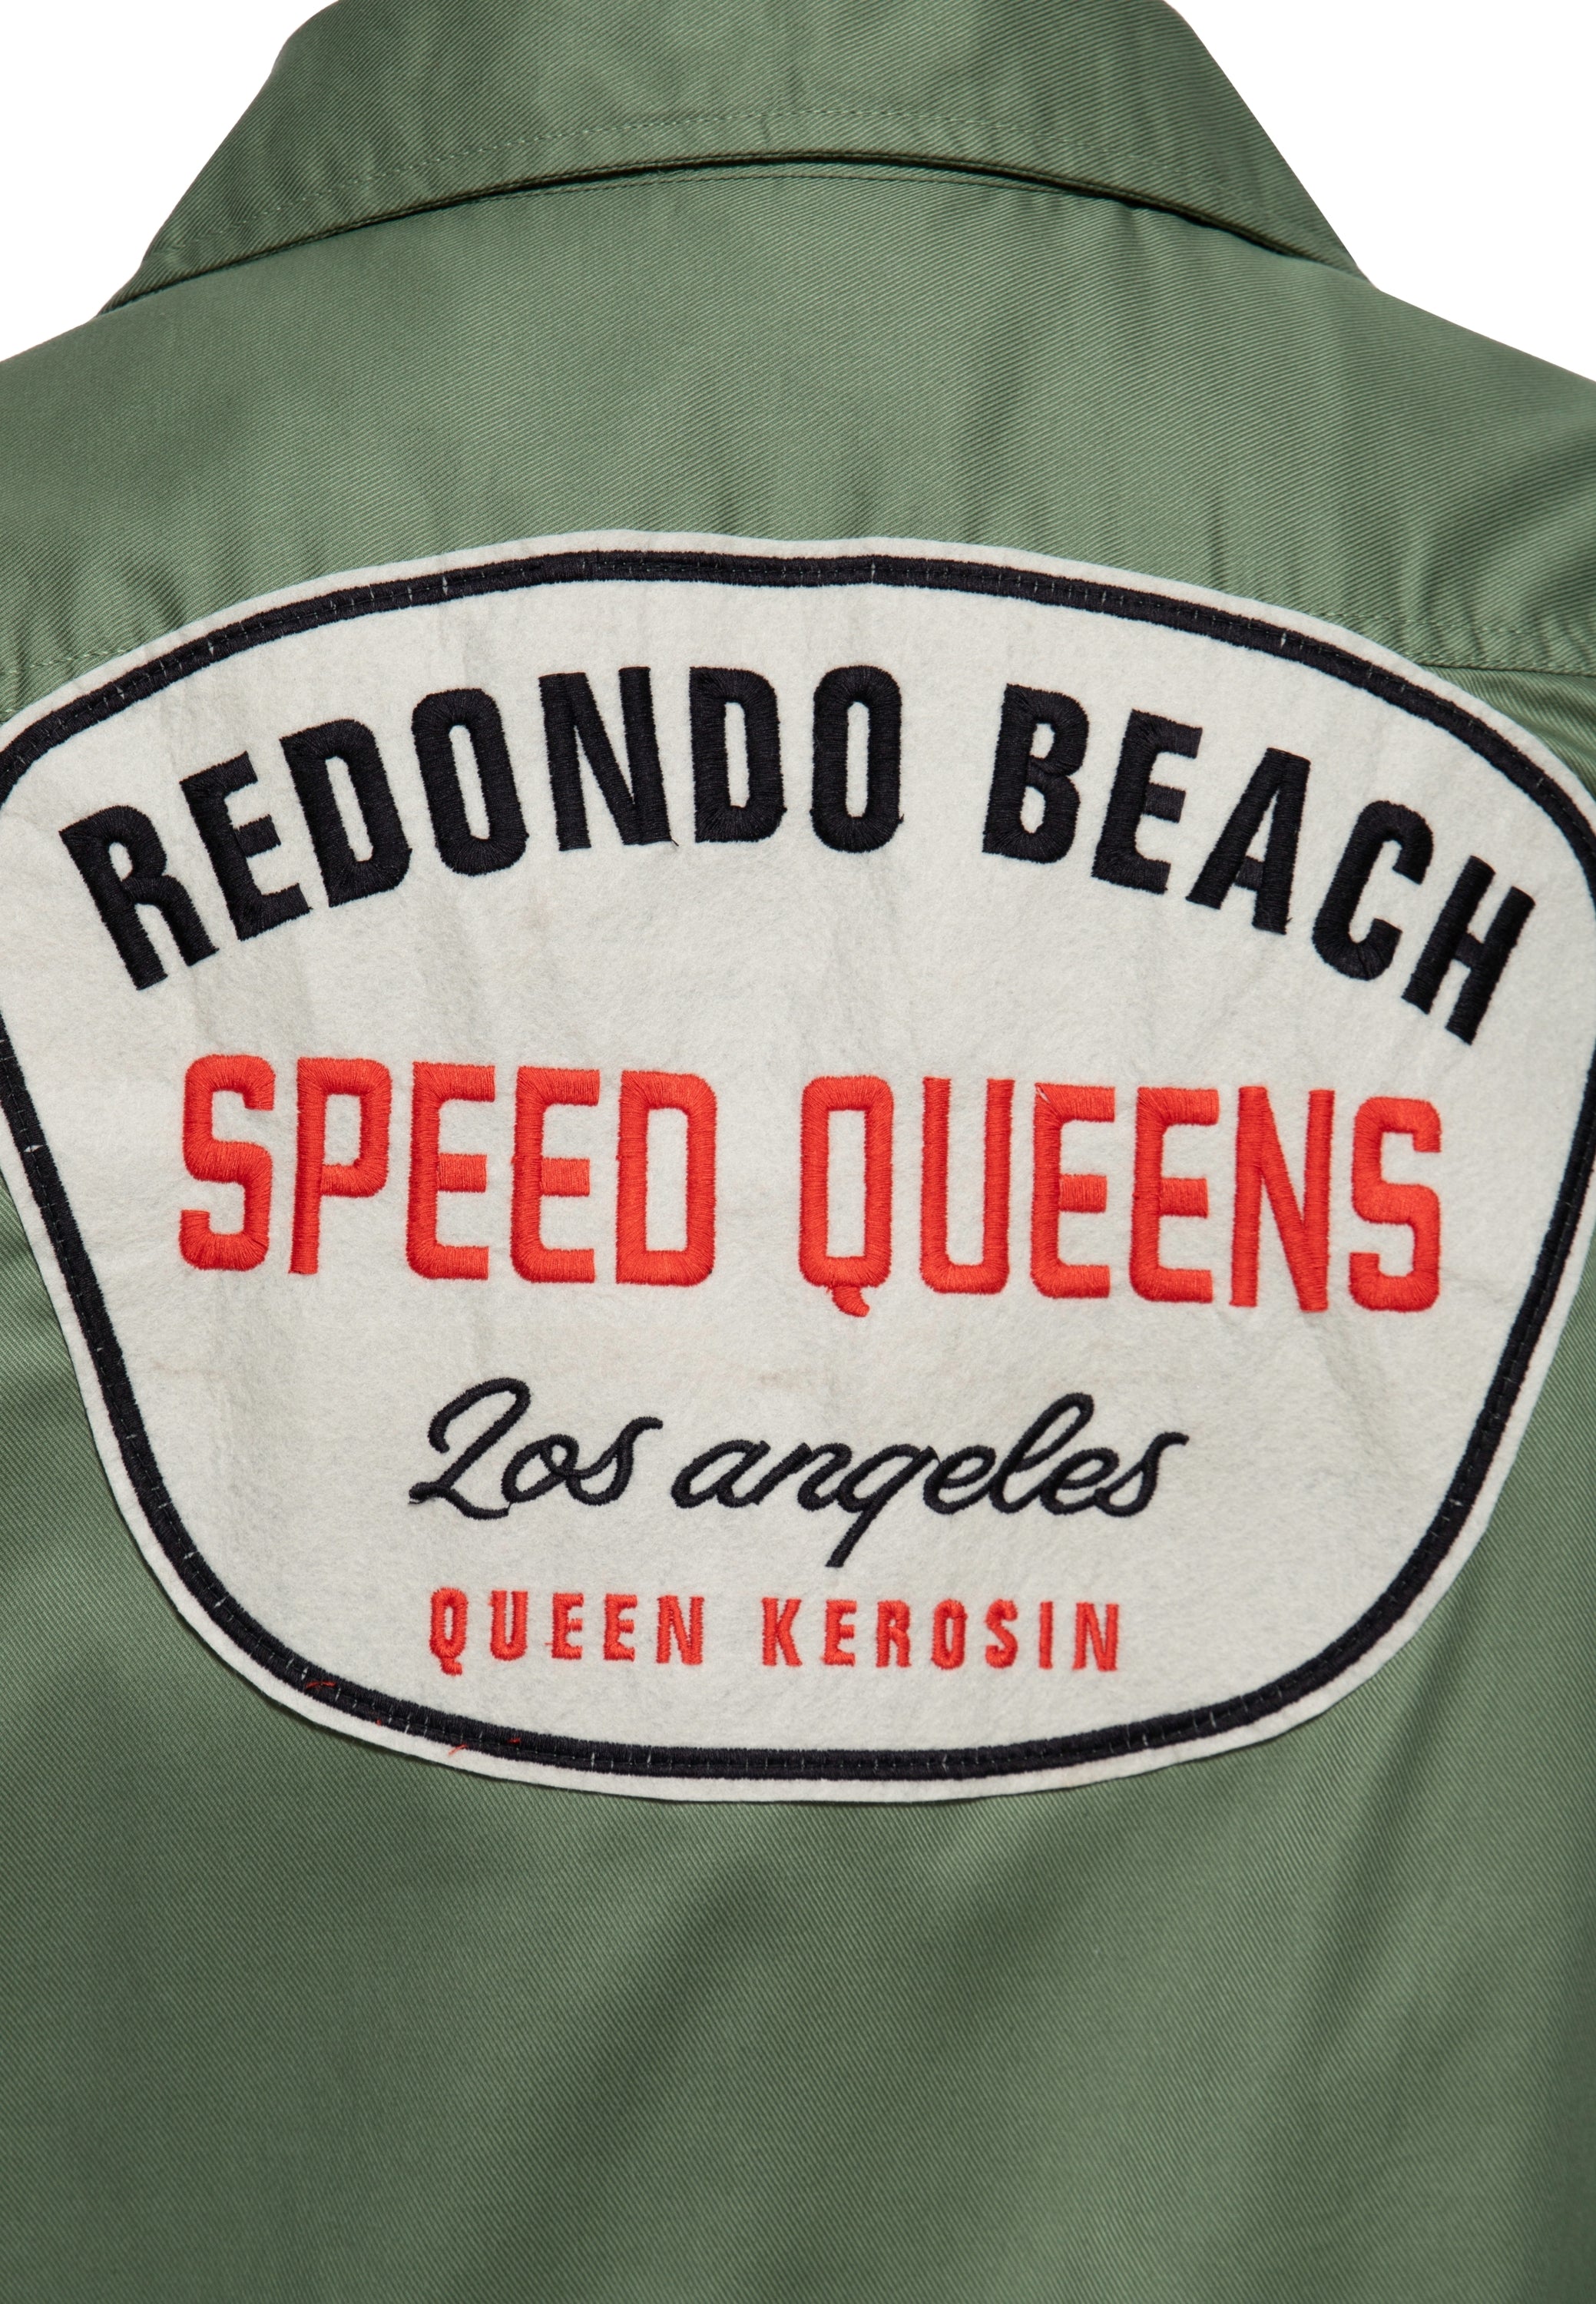 REDONDO BEACH
SPEED QUEENS
Los angeles
QUEEN KEROSIN